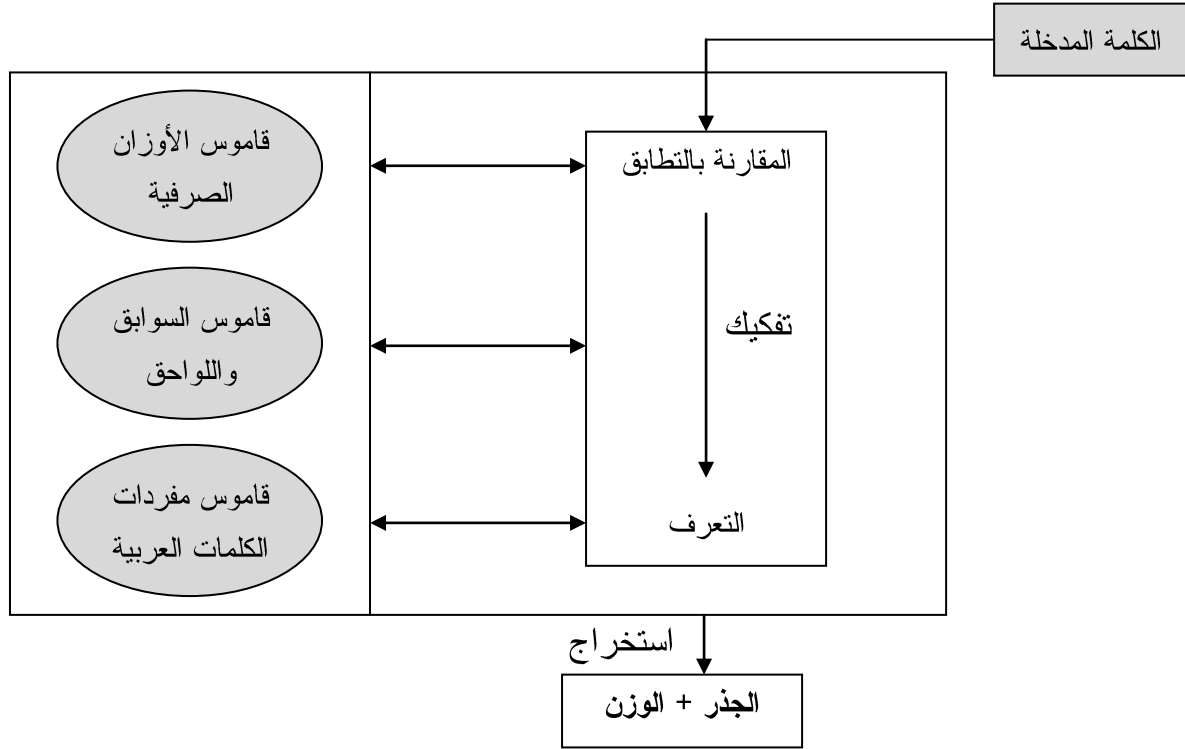 الكلمة المدخلة
المقارنة بالتطابق
تفكيك
التعرف
قاموس الأوزان
الصرفية
قاموس السوابق
واللواحق
قاموس مفردات
الكلمات العربية
استخراج
الجذر + الوزن